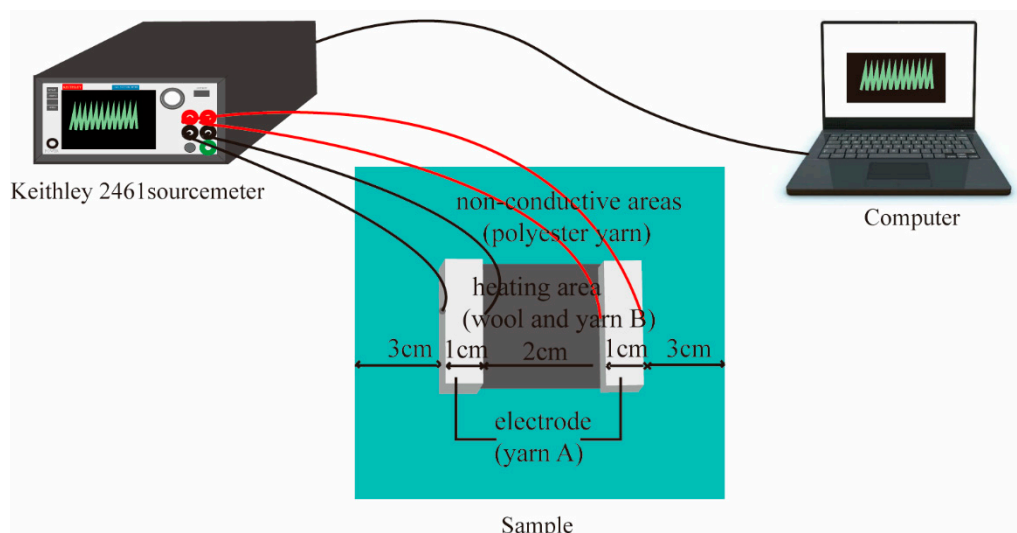 Keithley 2461sourcemeter
Computer
non-conductive areas
(polyester yarn)
heating area
(wool and yarn B)
3cm 1cm 2cm 1cm 3cm
electrode
(yarn A)
Sample